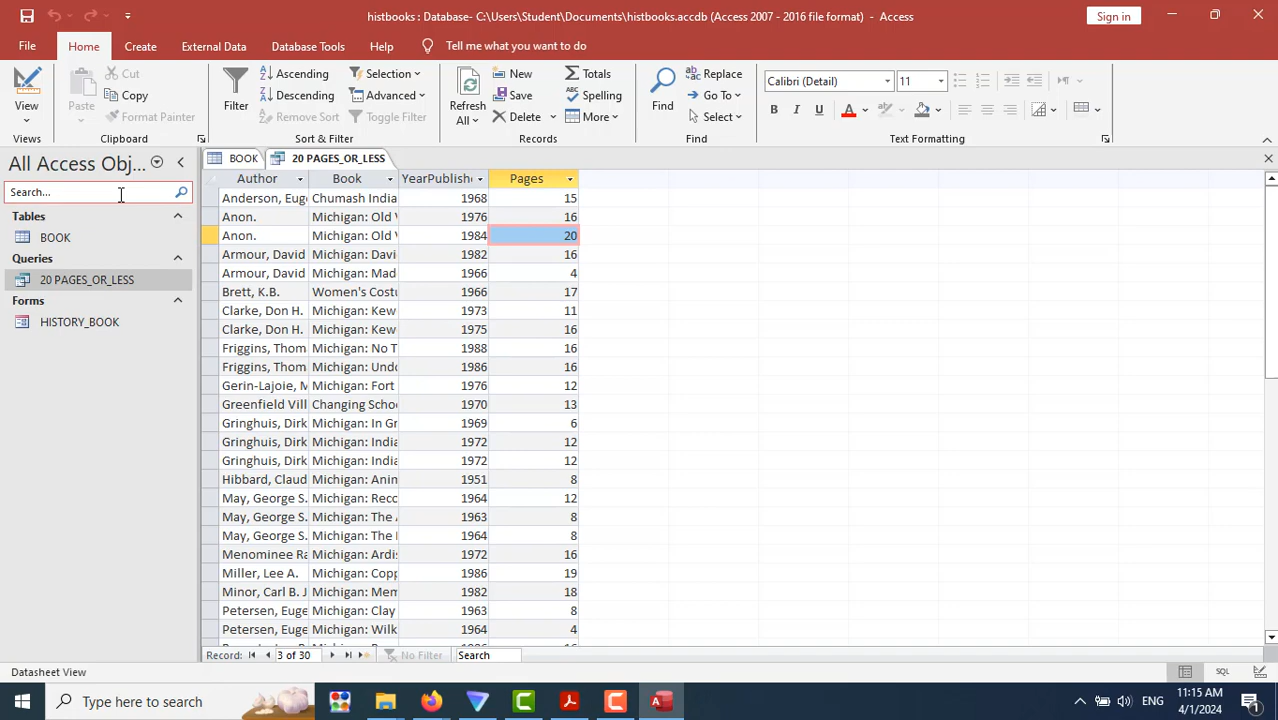 histbooks : Database- C:\Users\Student\Documents\histbooks.accdb (Access 2007 - 2016 file format) - Access
Sign in
File Home Create External Data Database Tools Help Tell me what you want to do
View
Paste
Cut
Copy
Format Painter
Filter
Ascending
Descending
Remove Sort
Selection
Advanced
Toggle Filter
Refresh
All
New
Save
Delete
Totals
Spelling
More
Find
Replace
Go To
Select
Calibri (Detail) 11
B I U
Views Clipboard Sort & Filter Records Find Text Formatting
All Access Obj...
Search...
Tables
BOOK
Queries
20 PAGES_OR_LESS
Forms
HISTORY_BOOK
BOOK 20 PAGES_OR_LESS
Author Book YearPublishe Pages
Anderson, Euge Chumash India 1968 15
Anon. Michigan: Old V 1976 16
Anon. Michigan: Old V 1984 20
Armour, David Michigan: Davi 1982 16
Armour, David Michigan: Mad 1966 4
Brett, K.B. Women's Costu 1966 17
Clarke, Don H. Michigan: Kew 1973 11
Clarke, Don H. Michigan: Kew 1975 16
Friggins, Thom Michigan: No T 1988 16
Friggins, Thom Michigan: Undo 1986 16
Gerin-Lajoie, M Michigan: Fort 1976 12
Greenfield Vill Changing Schoo 1970 13
Gringhuis, Dirk Michigan: In Gr 1969 6
Gringhuis, Dirk Michigan: India 1972 12
Gringhuis, Dirk Michigan: India 1972 12
Hibbard, Claud Michigan: Anim 1951 8
May, George S. Michigan: Reco 1964 12
May, George S. Michigan: The A 1963 8
May, George S. Michigan: The 1964 8
Menominee Ra Michigan: Ardis 1972 16
Miller, Lee A. Michigan: Copp 1986 19
Minor, Carl B. J Michigan: Mem 1982 18
Petersen, Euge Michigan: Clay 1963 8
Petersen, Euge Michigan: Wilk 1964 4
Record: 3 of 30 No Filter Search
Datasheet View
SQL
Type here to search
ENG
11:15 AM
4/1/2024
1